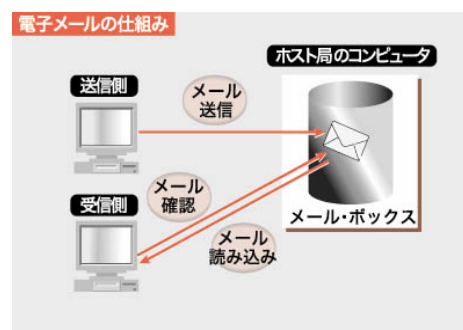 電子メールの仕組み
ホスト局のコンピュータ
送信側
メール
送信
受信側
メール
確認
メール・ボックス
メール
読み込み